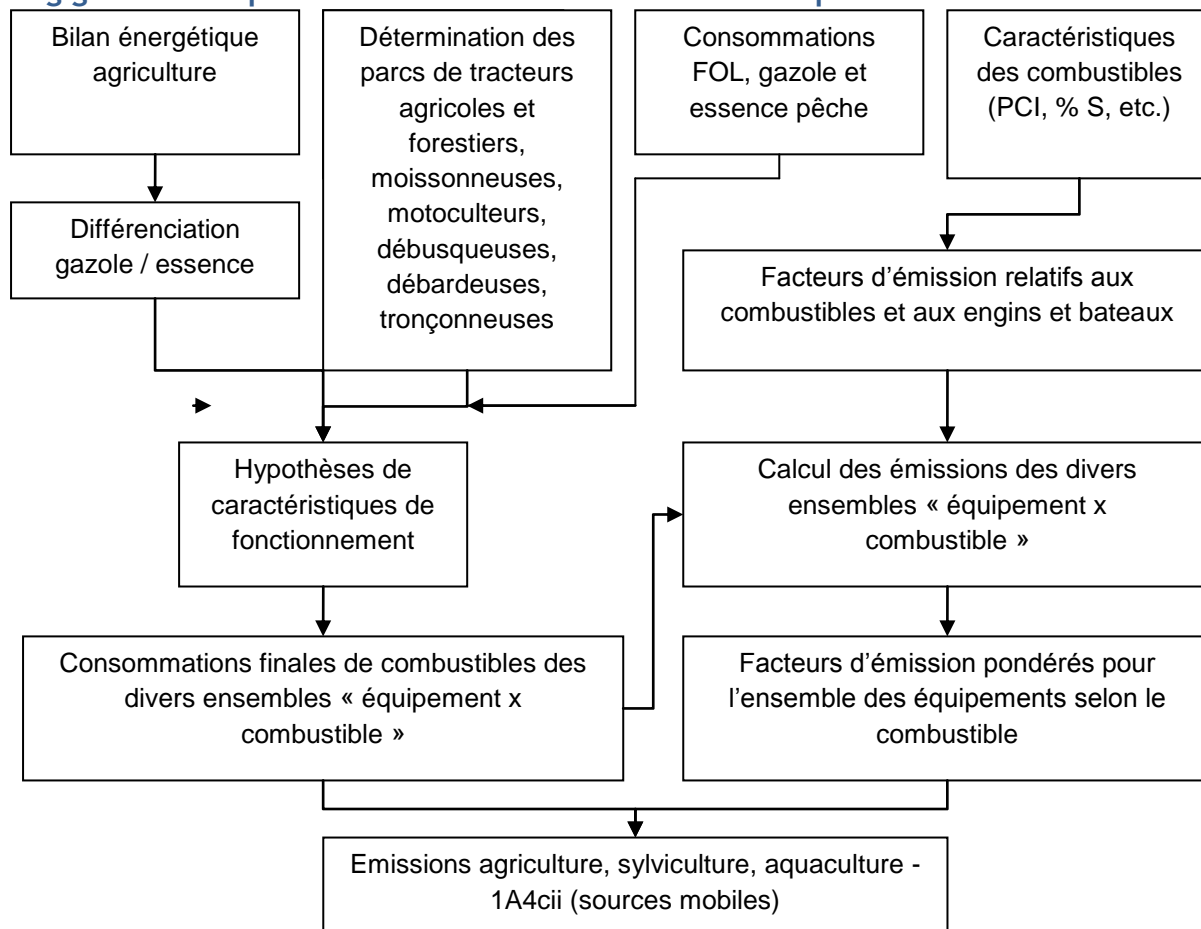 Bilan énergétique
agriculture
Détermination des
parcs de tracteurs
agricoles et
forestiers,
moissonneuses,
motoculteurs,
débusqueuses,
débardeuses,
tronçonneuses
Consommations
FOL, gazole et
essence pêche
Caractéristiques
des combustibles
(PCI, % S, etc.)
Différenciation
gazole / essence
Facteurs d’émission relatifs aux
combustibles et aux engins et bateaux
Hypothèses de
caractéristiques de
fonctionnement
Calcul des émissions des divers
ensembles « équipement x
combustible »
Consommations finales de combustibles des
divers ensembles « équipement x
combustible »
Facteurs d’émission pondérés pour
l’ensemble des équipements selon le
combustible
Emissions agriculture, sylviculture, aquaculture -
1A4cii (sources mobiles)